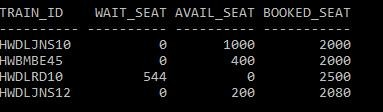 TRAIN_ID WAIT_SEAT AVAIL_SEAT BOOKED_SEAT
---------- ---------- ---------- -----------
HWDLJNS10 0 1000 2000
HWBMBE45 0 400 2000
HWDLRD10 544 0 2500
HWDLJNS12 0 200 2080